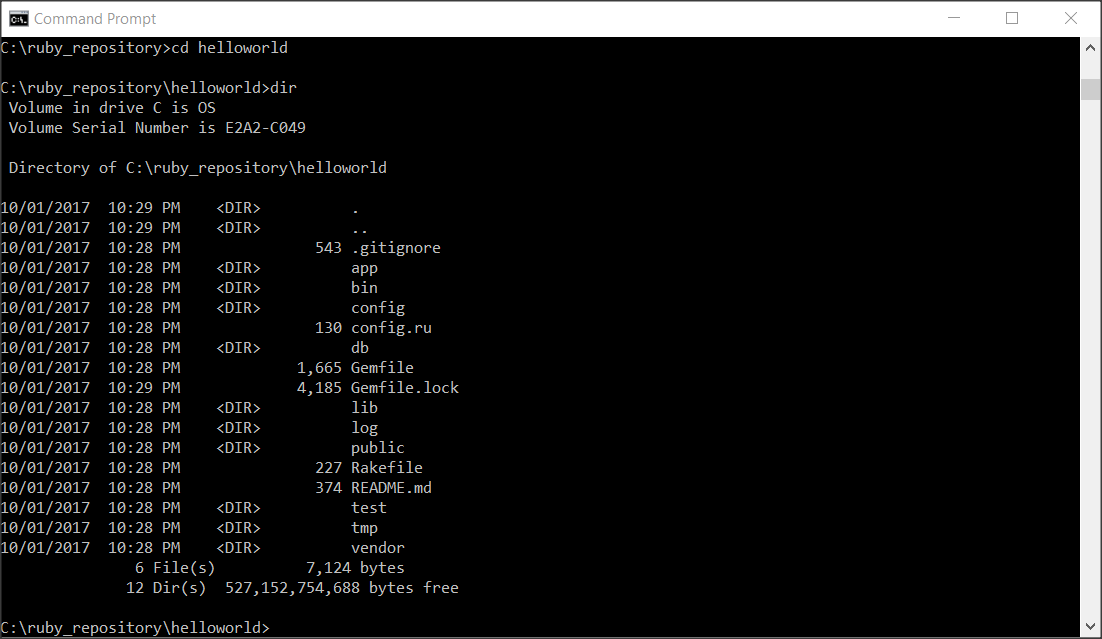 Command Prompt
C:\ruby_repository>cd helloworld
C:\ruby_repository\helloworld>dir
 Volume in drive C is OS
 Volume Serial Number is E2A2-C049
 Directory of C:\ruby_repository\helloworld
10/01/2017  10:29 PM    <DIR>          .
10/01/2017  10:29 PM    <DIR>          ..
10/01/2017  10:28 PM               543 .gitignore
10/01/2017  10:28 PM    <DIR>          app
10/01/2017  10:28 PM    <DIR>          bin
10/01/2017  10:28 PM    <DIR>          config
10/01/2017  10:28 PM               130 config.ru
10/01/2017  10:28 PM    <DIR>          db
10/01/2017  10:28 PM             1,665 Gemfile
10/01/2017  10:29 PM             4,185 Gemfile.lock
10/01/2017  10:28 PM    <DIR>          lib
10/01/2017  10:28 PM    <DIR>          log
10/01/2017  10:28 PM    <DIR>          public
10/01/2017  10:28 PM               227 Rakefile
10/01/2017  10:28 PM               374 README.md
10/01/2017  10:28 PM    <DIR>          test
10/01/2017  10:28 PM    <DIR>          tmp
10/01/2017  10:28 PM    <DIR>          vendor
               6 File(s)          7,124 bytes
              12 Dir(s)  527,152,754,688 bytes free
C:\ruby_repository\helloworld>